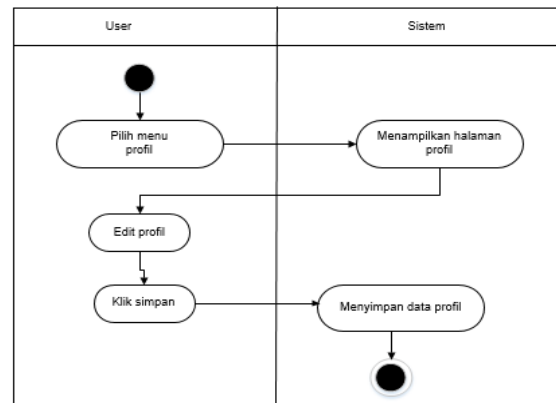 User
Sistem
Pilih menu
profil
Menampilkan halaman
profil
Edit profil
Klik simpan
Menyimpan data profil